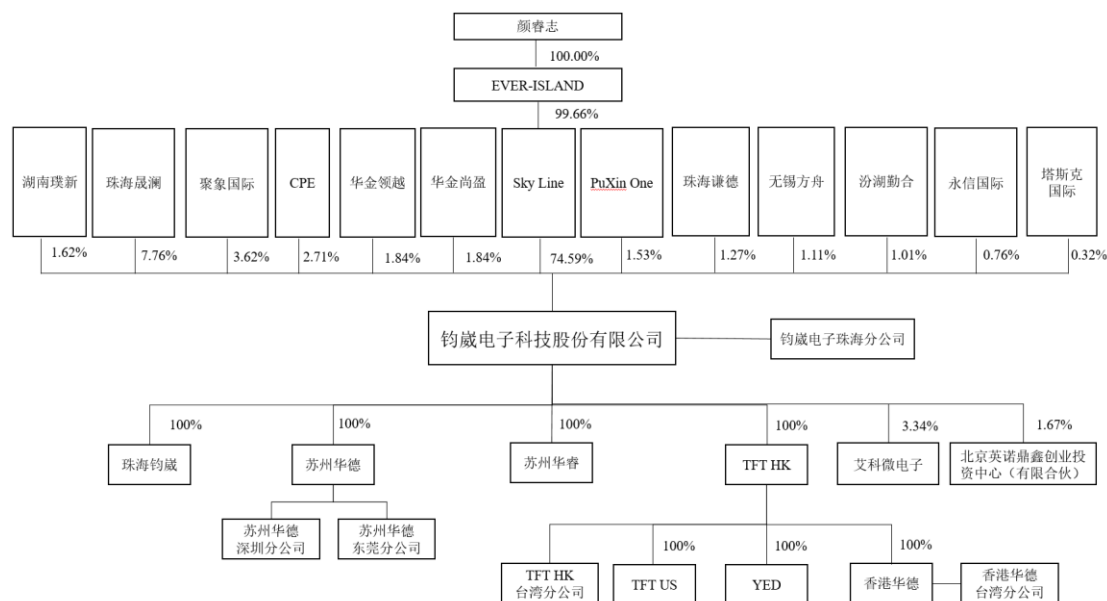 颜睿志
100.00%
EVER-ISLAND
99.66%
湖南璞新
珠海晟澜
聚象国际
CPE
华金领越
华金尚盈
Sky Line
PuXin One
珠海谦德
无锡方舟
汾湖勤合
永信国际
塔斯克
国际
1.62%
7.76%
3.62%
2.71%
1.84%
1.84%
74.59%
1.53%
1.27%
1.11%
1.01%
0.76%
0.32%
钧崴电子科技股份有限公司
钧崴电子珠海分公司
100%
100%
100%
100%
3.34%
1.67%
珠海钧崴
苏州华德
苏州华睿
TFT HK
艾科微电子
北京英诺鼎鑫创业投
资中心（有限合伙）
苏州华德
深圳分公司
苏州华德
东莞分公司
100%
100%
100%
TFT HK
台湾分公司
TFT US
YED
香港华德
香港华德
台湾分公司